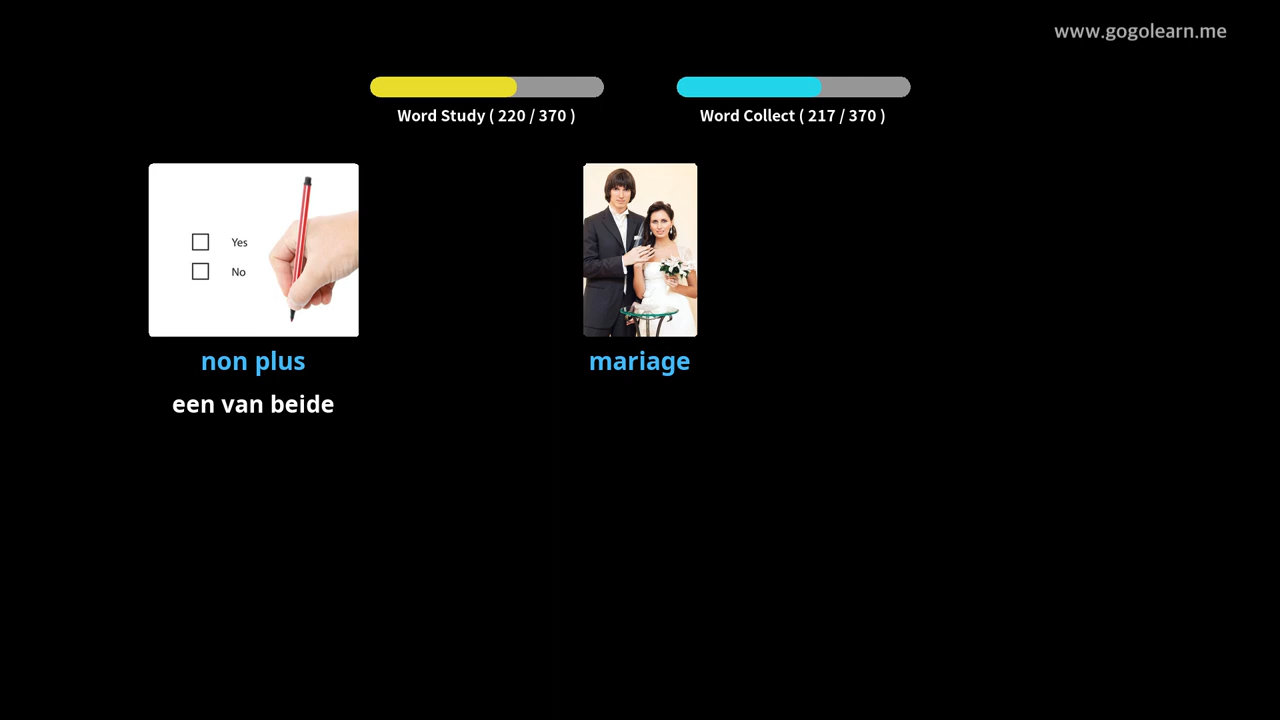 www.gogolearn.me
Word Study ( 220 / 370 )
Word Collect ( 217 / 370 )
Yes
No
non plus
een van beide
mariage